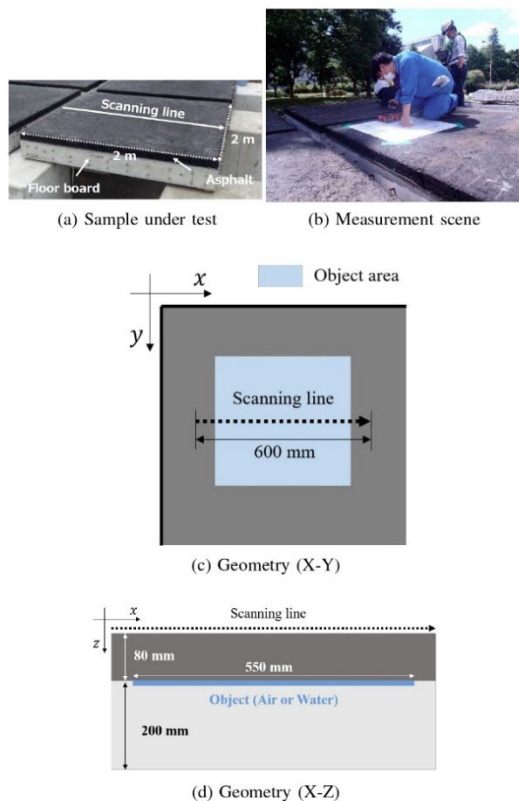 Scanning line
2 m
2 m
Floor board
Asphalt
(a) Sample under test
(b) Measurement scene
x
Object area
y
Scanning line
600 mm
(c) Geometry (X-Y)
x
Scanning line
z
80 mm
550 mm
Object (Air or Water)
200 mm
(d) Geometry (X-Z)